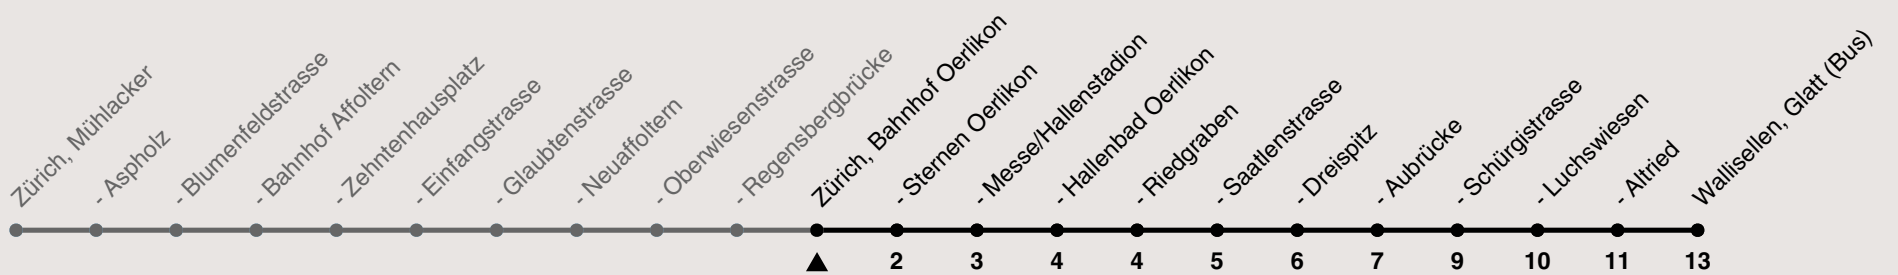 Zürich, Mühlacker
- Aspholz
- Blumenfeldstrasse
- Bahnhof Affoltern
- Zehntenhausplatz
- Einfangstrasse
- Glaubtenstrasse
- Neuaffoltern
- Oberwiesenstrasse
- Regensbergbrücke
Zürich, Bahnhof Oerlikon
- Sternen Oerlikon
- Messe/Hallenstadion
- Hallenbad Oerlikon
- Riedgraben
- Saatlenstrasse
- Dreispitz
- Aubrücke
- Schürgistrasse
- Luchswiesen
- Altried
Wallisellen, Glatt (Bus)
2 3 4 4 5 6 7 9 10 11 13